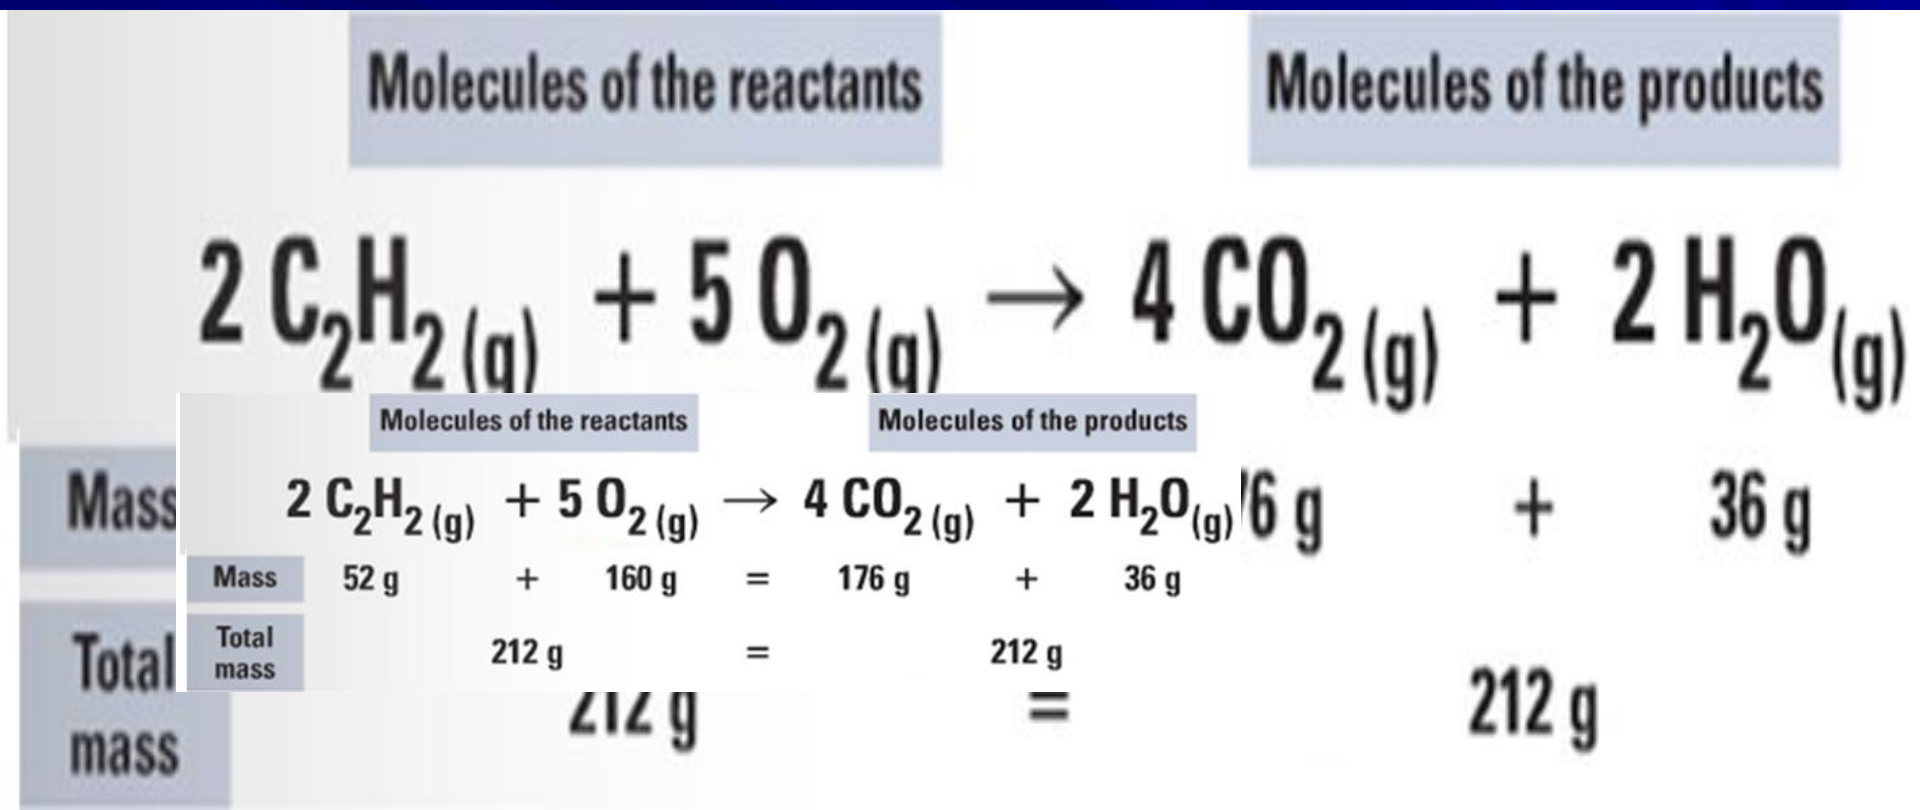 Molecules of the reactants Molecules of the products
2 C₂H₂ (g) + 5 O₂ (g) → 4 CO₂ (g) + 2 H₂O(g)
Molecules of the reactants Molecules of the products
2 C₂H₂ (g) + 5 O₂ (g) → 4 CO₂ (g) + 2 H₂O(g)
Mass 52 g + 160 g = 176 g + 36 g
Total
mass
212 g = 212 g
Mass 6 g + 36 g
Total
mass
212 g = 212 g